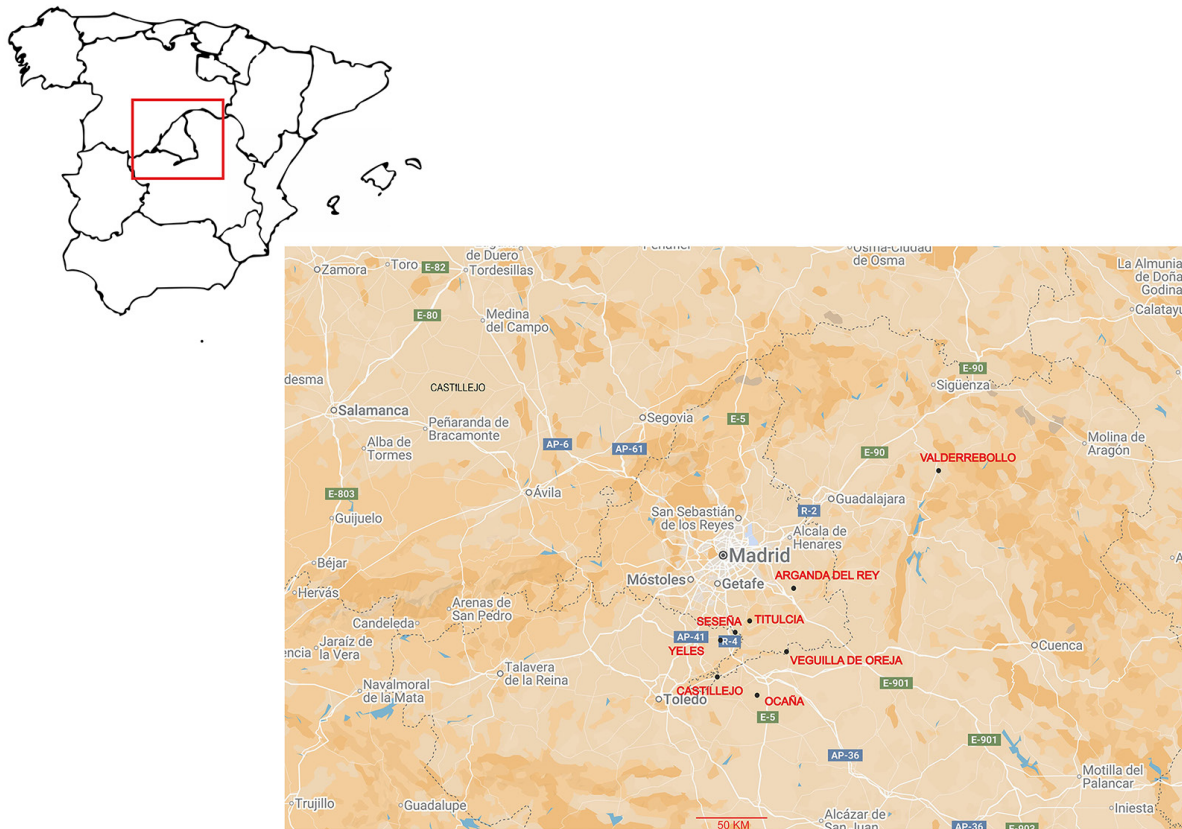 de Duero
Osma-Ciudad
de Osma
Zamora
Toro
E-82
Tordesillas
La Almunia
de Doña
Godina
E-80
Medina
del Campo
Calatayu
desma
CASTILLEJO
E-90
Sigüenza
Salamanca
Segovia
E-5
Peñaranda de
Bracamonte
Alba de
Tormes
AP-6
AP-61
E-90
Molina de
Aragón
VALDERREBOLLO
E-803
Ávila
Guadalajara
Guijuelo
San Sebastián
de los Reyes
R-2
Alcala de
Henares
Madrid
Béjar
Móstoles
Getafe
ARGANDA DEL REY
Hervás
Arenas de
San Pedro
Candeleda
SESEÑA
TITULCIA
AP-41
R-4
Jaraíz de
la Vera
encia
YELES
VEGUILLA DE OREJA
Cuenca
Talavera
de la Reina
E-901
Navalmoral
de la Mata
CASTILLEJO
Toledo
OCAÑA
E-5
E-901
AP-36
Motilla del
Palancar
Trujillo
Guadalupe
Alcázar de
San Juan
Iniesta
50 KM
AP-36